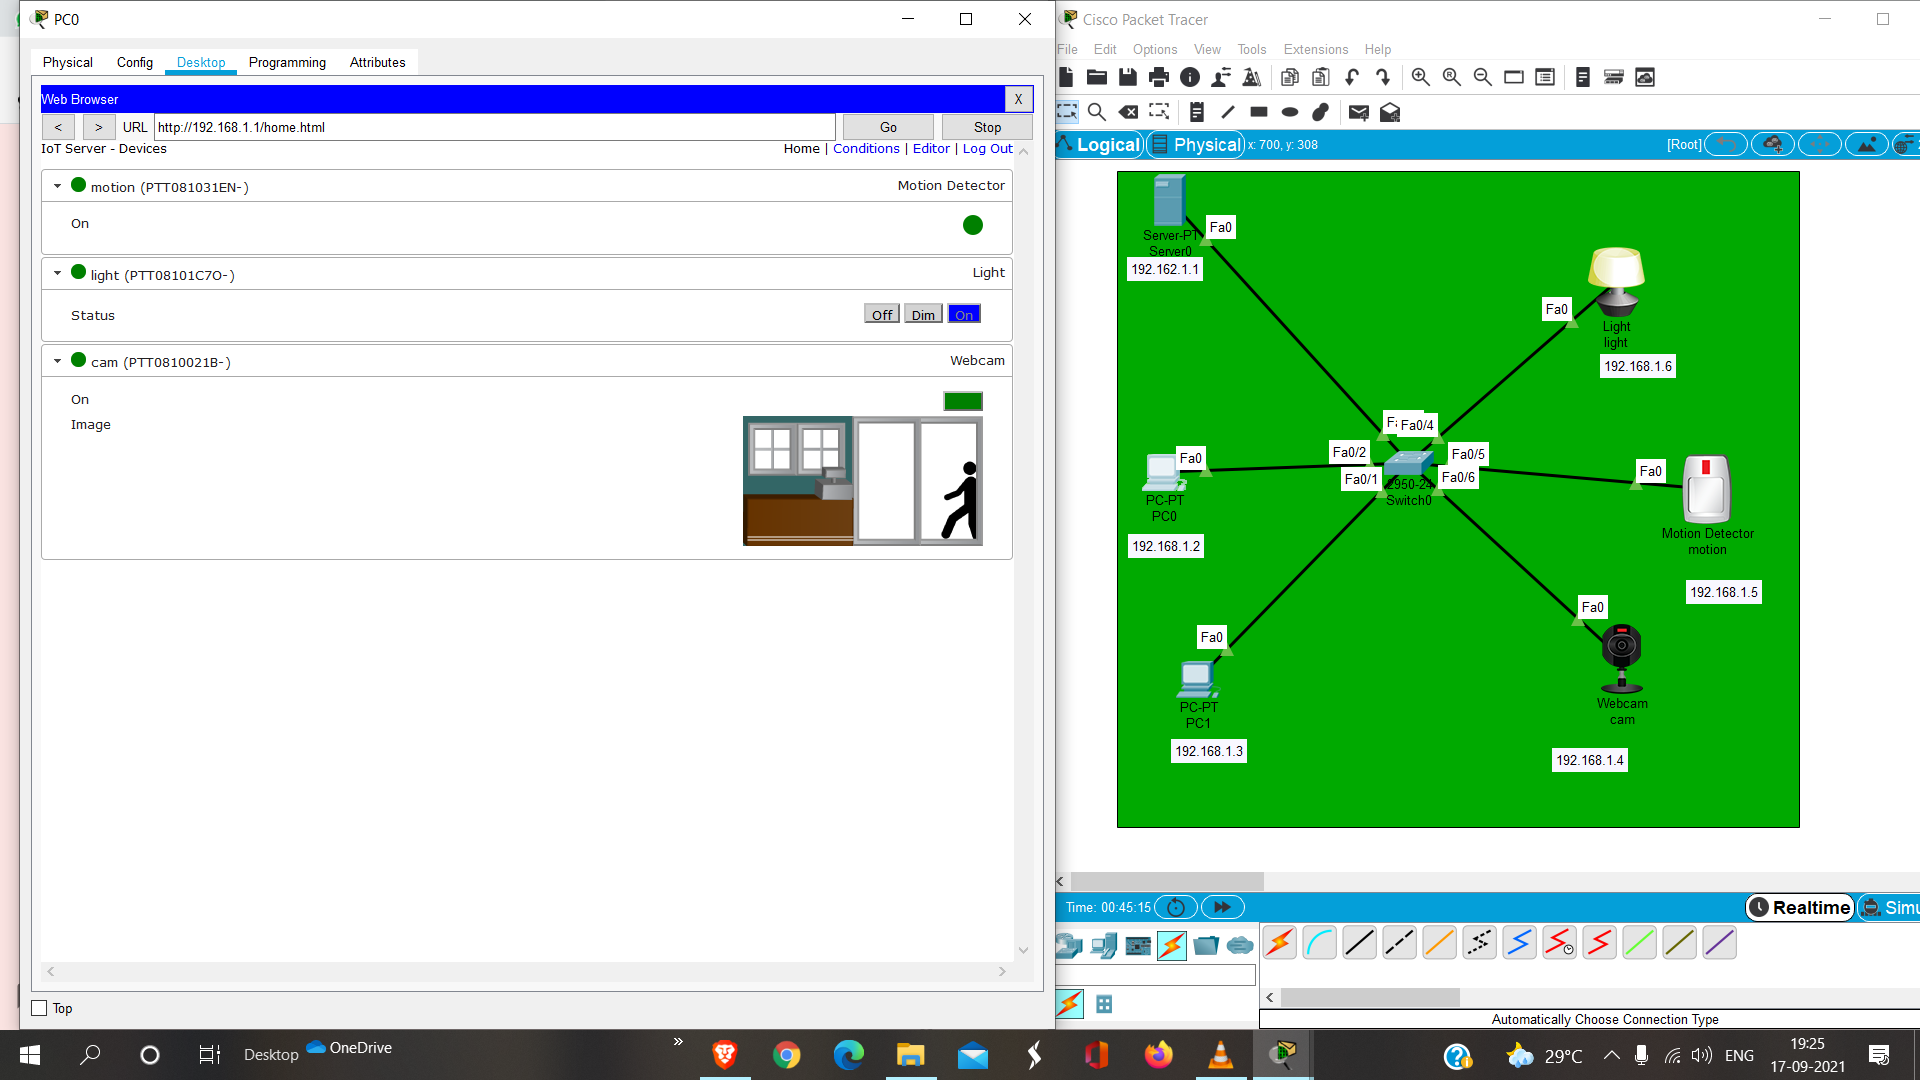 PC0
Physical
Config
Desktop
Programming
Attributes
Web Browser
X
<
>
URL
http://192.168.1.1/home.html
Go
Stop
IoT Server - Devices
Home | Conditions | Editor | Log Out
motion (PTT081031EN-)
Motion Detector
On
light (PTT08101C7O-)
Light
Status
Off
Dim
On
cam (PTT0810021B-)
Webcam
On
Image
Top
Cisco Packet Tracer
File
Edit
Options
View
Tools
Extensions
Help
Logical
Physical
x: 700, y: 308
[Root]
Server-PT
Server0
Fa0
192.162.1.1
Fa0
Light
light
192.168.1.6
Fa0/4
Fa0/2
Fa0/5
Fa0/1
Fa0/6
2950-24
Switch0
Fa0
PC-PT
PC0
192.168.1.2
Fa0
Motion Detector
motion
192.168.1.5
Fa0
PC-PT
PC1
192.168.1.3
Fa0
Webcam
cam
192.168.1.4
Time: 00:45:15
Realtime
Simu
Automatically Choose Connection Type
Desktop
OneDrive
29°C
ENG
19:25
17-09-2021